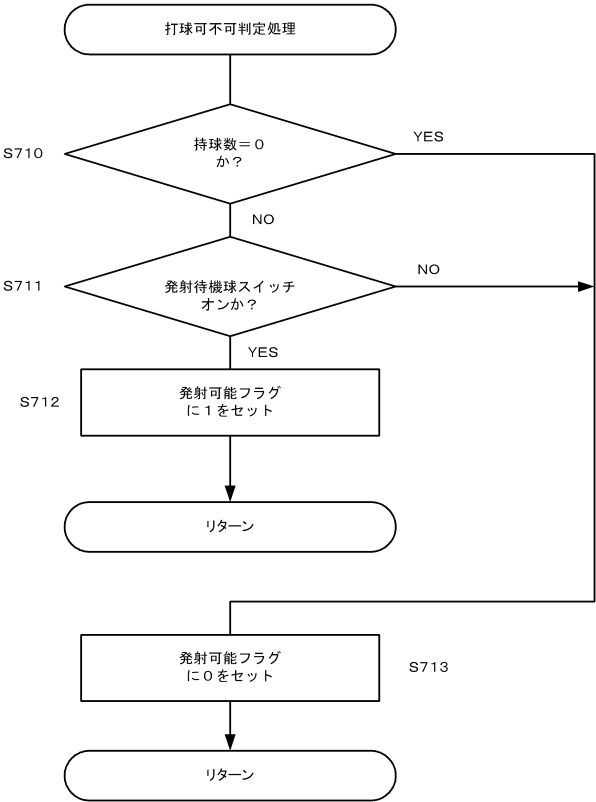 打球可不可判定処理
S710
持球数＝０
か？
YES
NO
S711
発射待機球スイッチ
オンか？
NO
YES
S712
発射可能フラグ
に１をセット
リターン
発射可能フラグ
に０をセット
S713
リターン